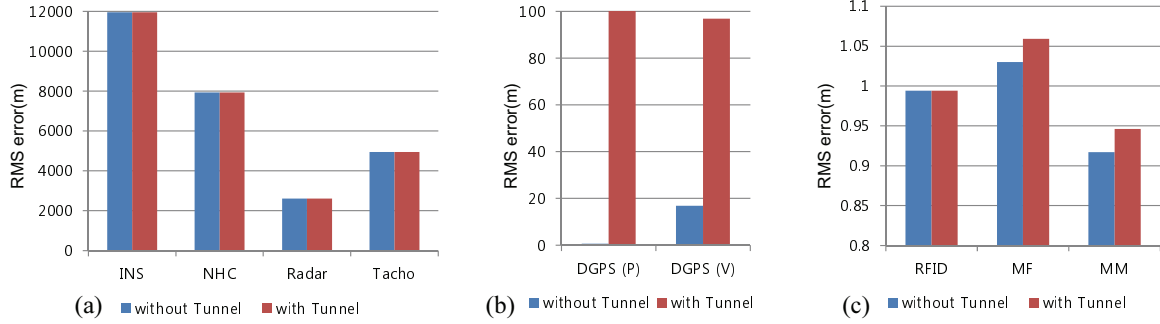 RMS error(m)
12000
10000
8000
6000
4000
2000
0
INS NHC Radar Tacho
(a) without Tunnel with Tunnel
RMS error(m)
100
80
60
40
20
0
DGPS (P) DGPS (V)
(b) without Tunnel with Tunnel
RMS error(m)
1.1
1.05
1
0.95
0.9
0.85
0.8
RFID MF MM
(c) without Tunnel with Tunnel